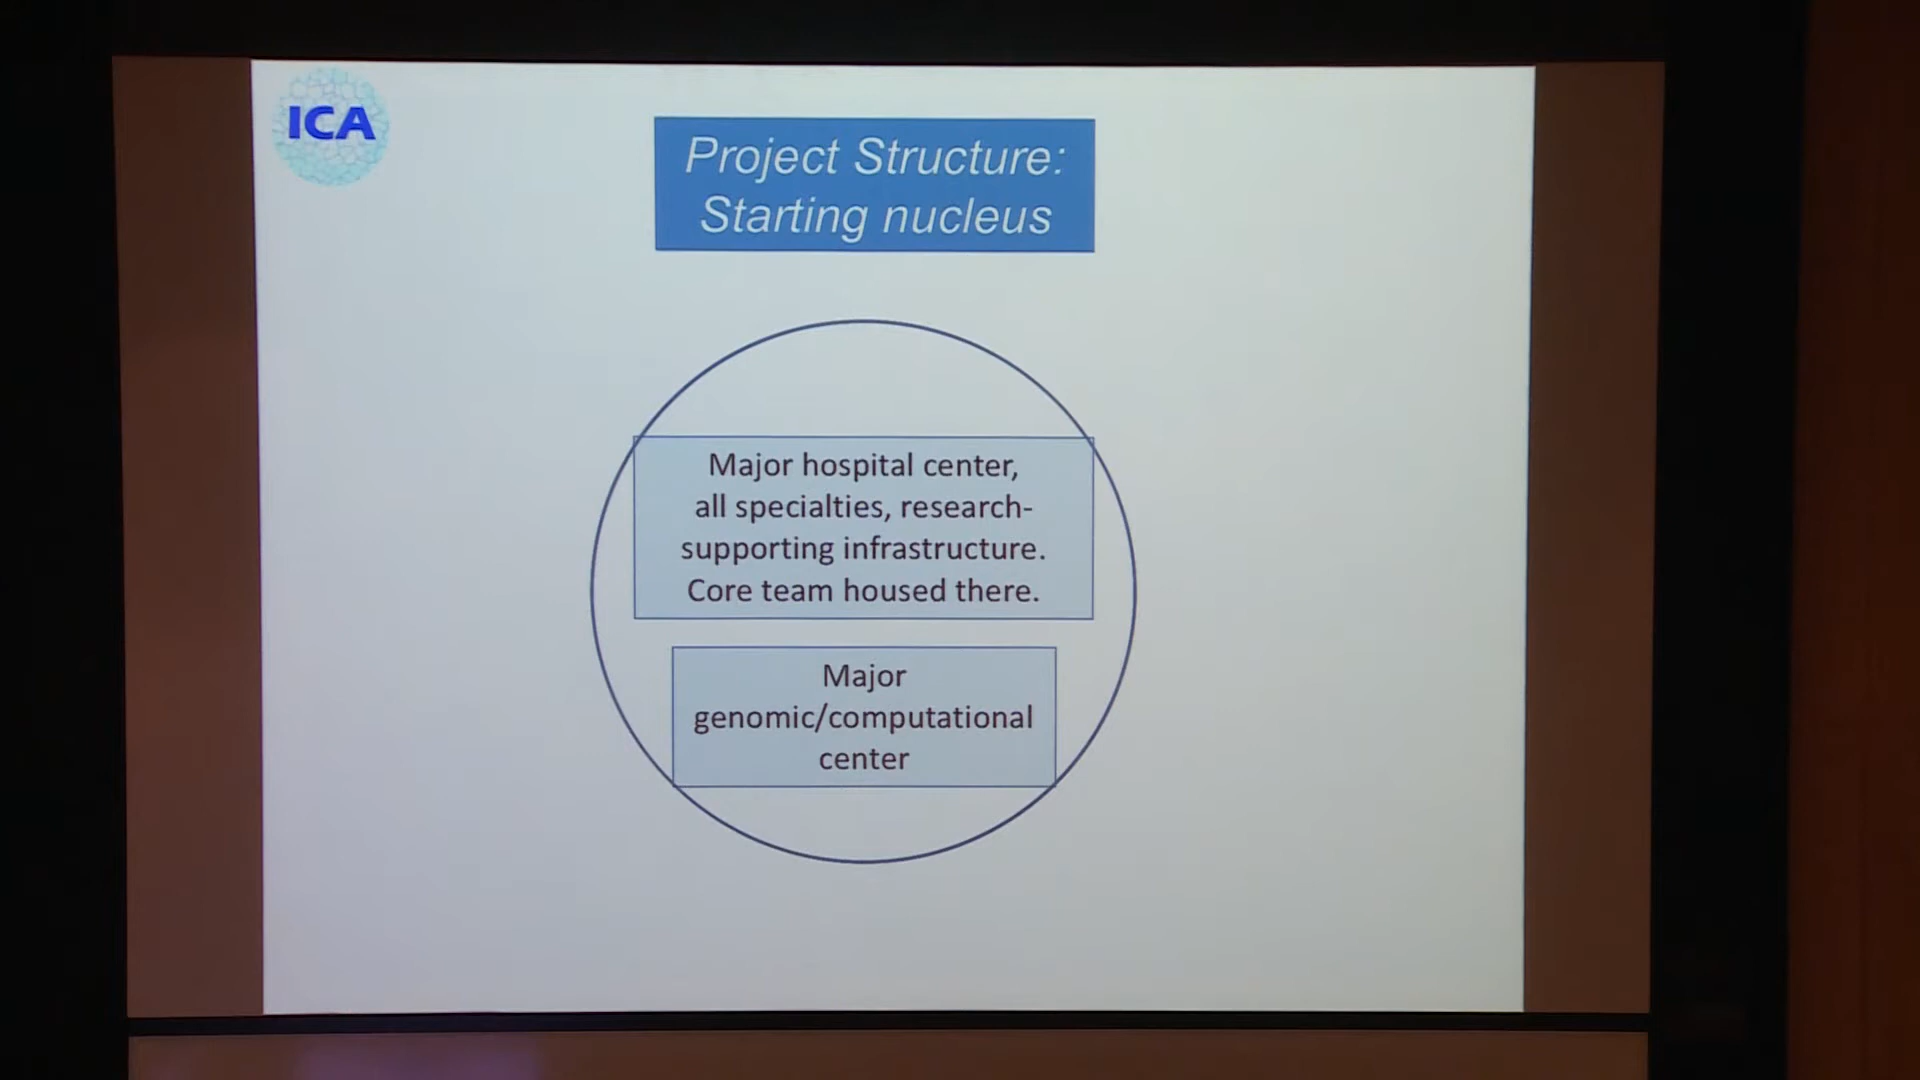 ICA
Project Structure:
Starting nucleus
Major hospital center,
all specialties, research-
supporting infrastructure.
Core team housed there.
Major
genomic/computational
center